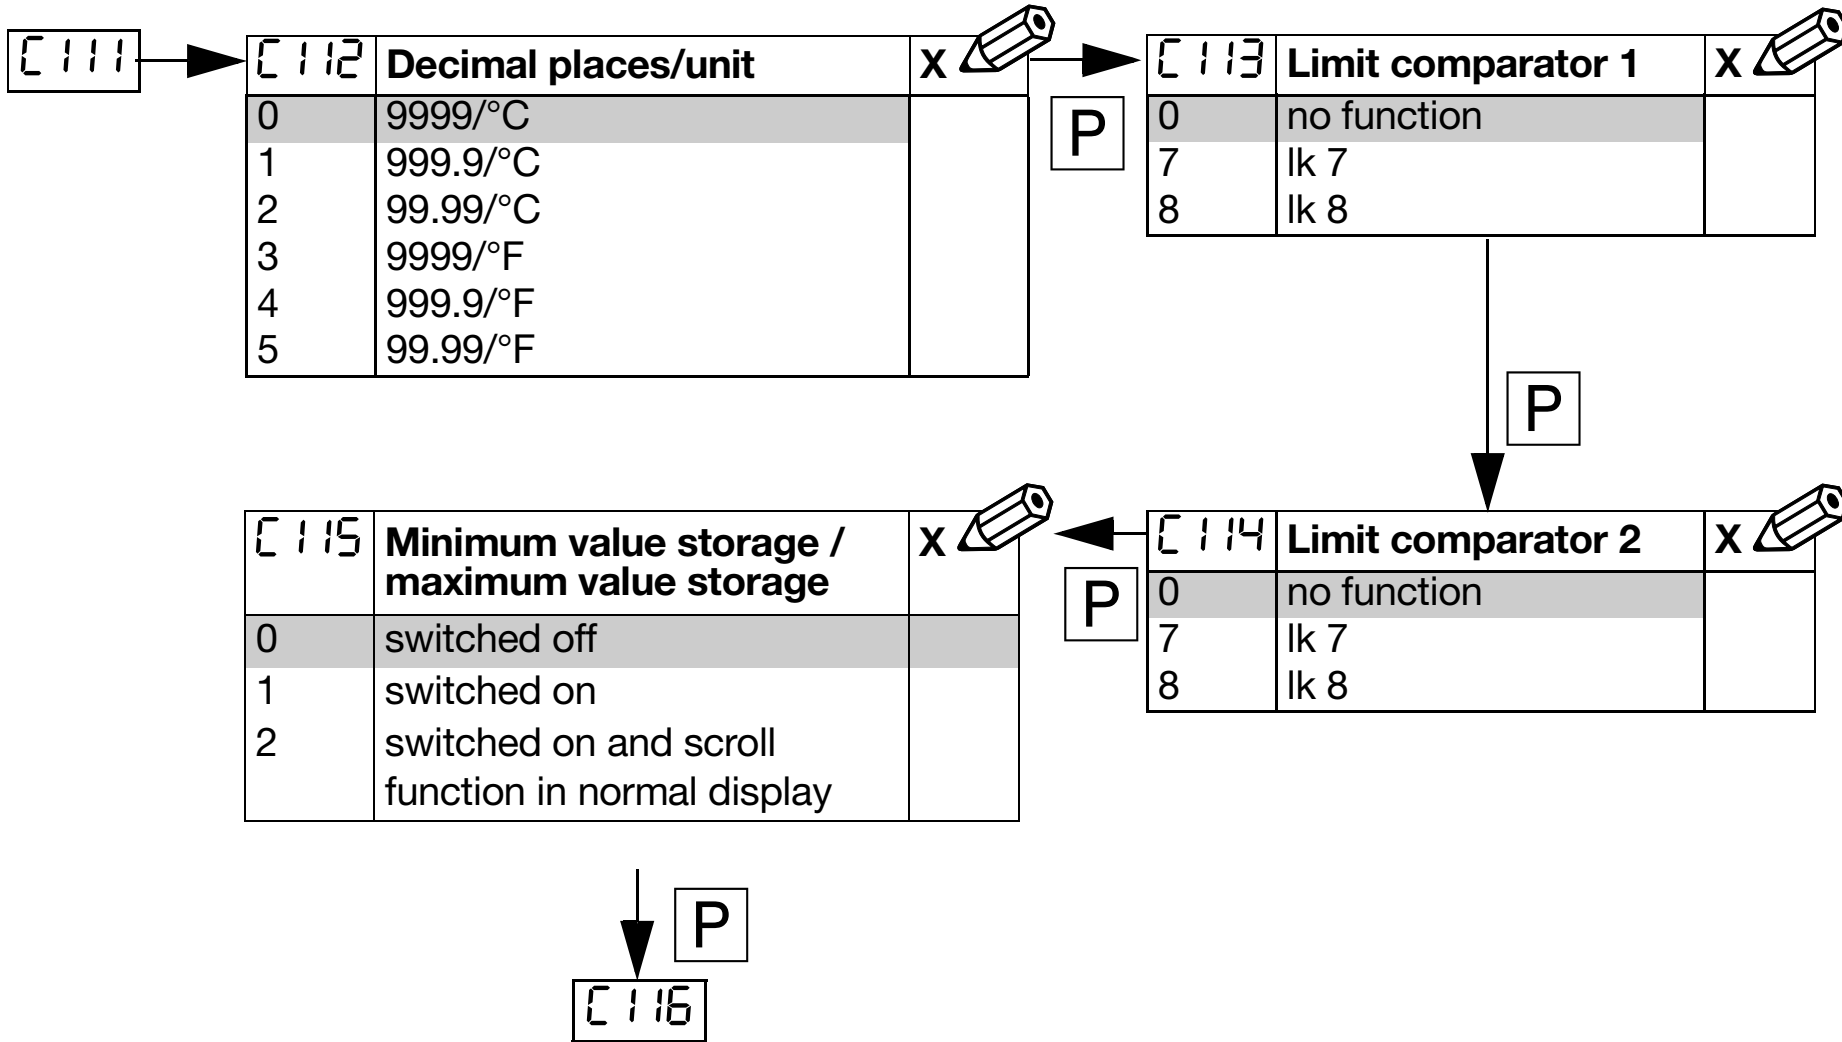 C111
C112 Decimal places/unit X
0 9999/°C
1 999.9/°C
2 99.99/°C
3 9999/°F
4 999.9/°F
5 99.99/°F
P
C113 Limit comparator 1 X
0 no function
7 lk 7
8 lk 8
P
C114 Limit comparator 2 X
0 no function
7 lk 7
8 lk 8
P
C115 Minimum value storage / X
maximum value storage
0 switched off
1 switched on
2 switched on and scroll
function in normal display
P
C116